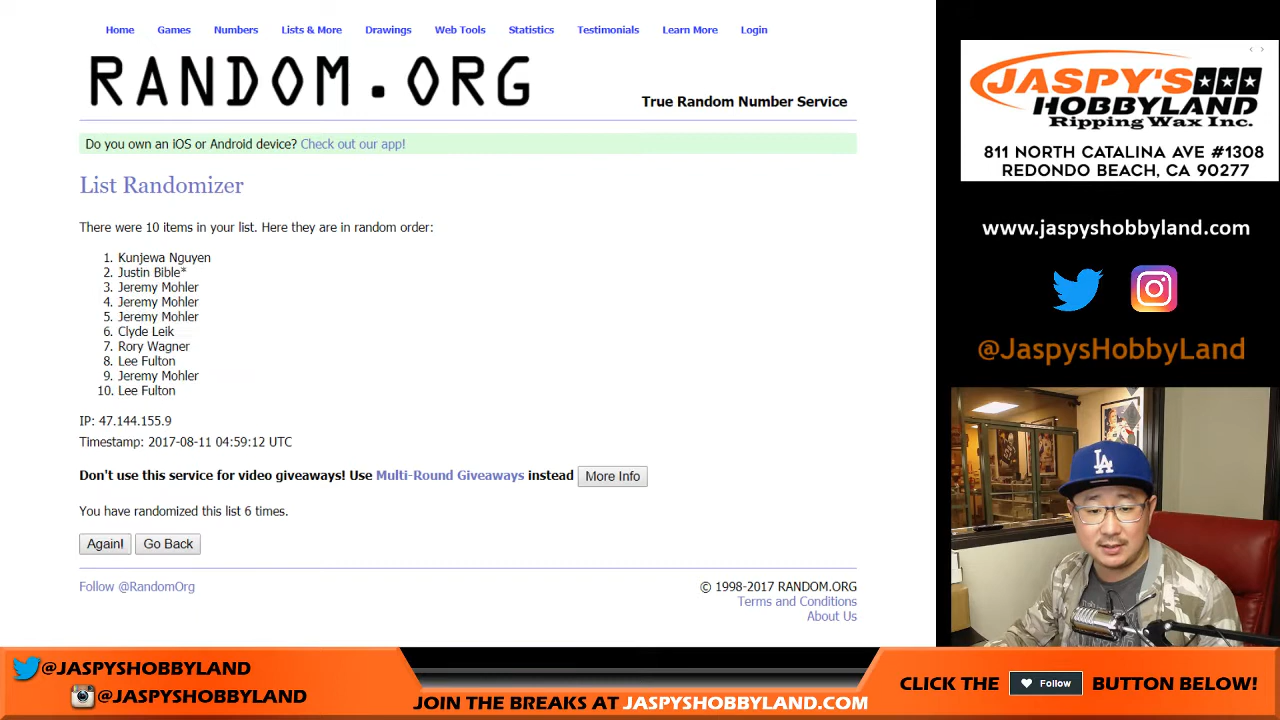 Home Games Numbers Lists & More Drawings Web Tools Statistics Testimonials Learn More Login
RANDOM.ORG
True Random Number Service
Do you own an iOS or Android device? Check out our app!
List Randomizer
There were 10 items in your list. Here they are in random order:
1. Kunjewa Nguyen
2. Justin Bible*
3. Jeremy Mohler
4. Jeremy Mohler
5. Jeremy Mohler
6. Clyde Leik
7. Rory Wagner
8. Lee Fulton
9. Jeremy Mohler
10. Lee Fulton
IP: 47.144.155.9
Timestamp: 2017-08-11 04:59:12 UTC
Don't use this service for video giveaways! Use Multi-Round Giveaways instead More Info
You have randomized this list 6 times.
Again! Go Back
Follow @RandomOrg
© 1998-2017 RANDOM.ORG
Terms and Conditions
About Us
JASPY'S
HOBBYLAND
Ripping Wax Inc.
811 NORTH CATALINA AVE #1308
REDONDO BEACH, CA 90277
www.jaspyshobbyland.com
@JaspysHobbyLand
LA
@JASPYSHOBBYLAND
@JASPYSHOBBYLAND
JOIN THE BREAKS AT JASPYSHOBBYLAND.COM
CLICK THE Follow BUTTON BELOW!